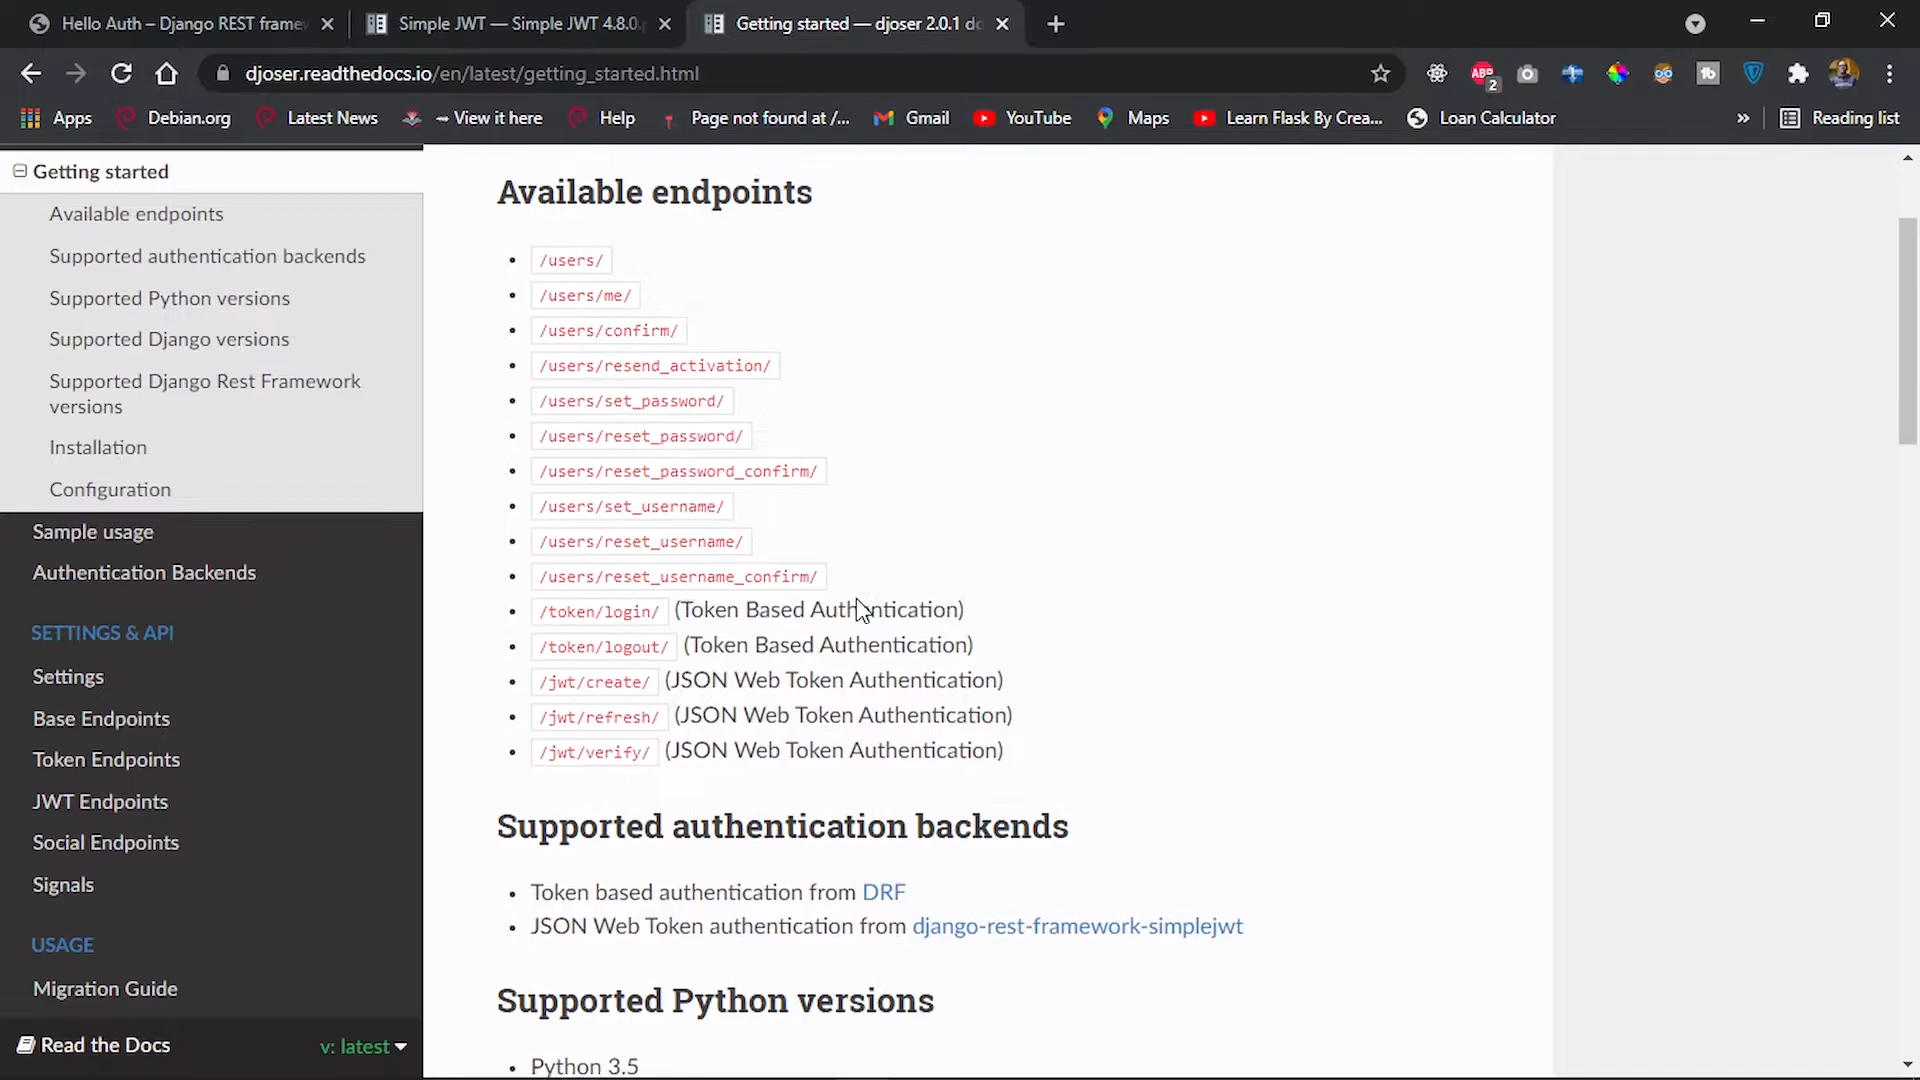 Hello Auth – Django REST frame
Simple JWT — Simple JWT 4.8.0.
Getting started — djoser 2.0.1 do
djoser.readthedocs.io/en/latest/getting_started.html
ABP
2
tb
Apps
Debian.org
Latest News
View it here
Help
Page not found at /...
Gmail
YouTube
Maps
Learn Flask By Crea...
Loan Calculator
»
Reading list
Getting started
Available endpoints
Supported authentication backends
Supported Python versions
Supported Django versions
Supported Django Rest Framework
versions
Installation
Configuration
Sample usage
Authentication Backends
SETTINGS & API
Settings
Base Endpoints
Token Endpoints
JWT Endpoints
Social Endpoints
Signals
USAGE
Migration Guide
Read the Docs
v: latest
Available endpoints
• /users/
• /users/me/
• /users/confirm/
• /users/resend_activation/
• /users/set_password/
• /users/reset_password/
• /users/reset_password_confirm/
• /users/set_username/
• /users/reset_username/
• /users/reset_username_confirm/
• /token/login/ (Token Based Authentication)
• /token/logout/ (Token Based Authentication)
• /jwt/create/ (JSON Web Token Authentication)
• /jwt/refresh/ (JSON Web Token Authentication)
• /jwt/verify/ (JSON Web Token Authentication)
Supported authentication backends
• Token based authentication from DRF
• JSON Web Token authentication from django-rest-framework-simplejwt
Supported Python versions
• Python 3.5